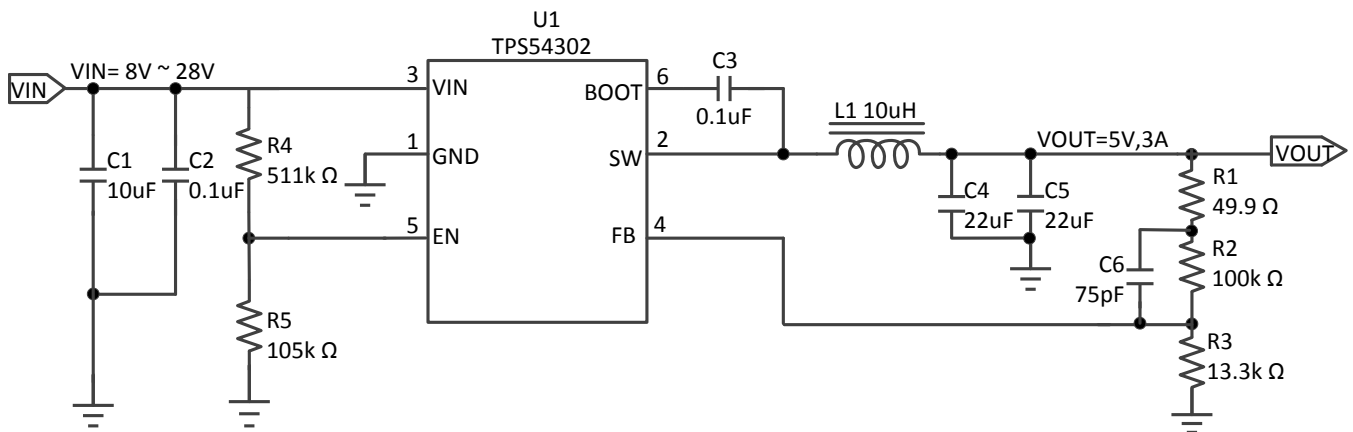 U1
TPS54302
VIN
VIN= 8V ~ 28V
C1
10uF
C2
0.1uF
R4
511k Ω
R5
105k Ω
3
VIN
1
GND
5
EN
BOOT
6
SW
2
FB
4
C3
0.1uF
L1 10uH
VOUT=5V,3A
VOUT
C4
22uF
C5
22uF
R1
49.9 Ω
C6
75pF
R2
100k Ω
R3
13.3k Ω